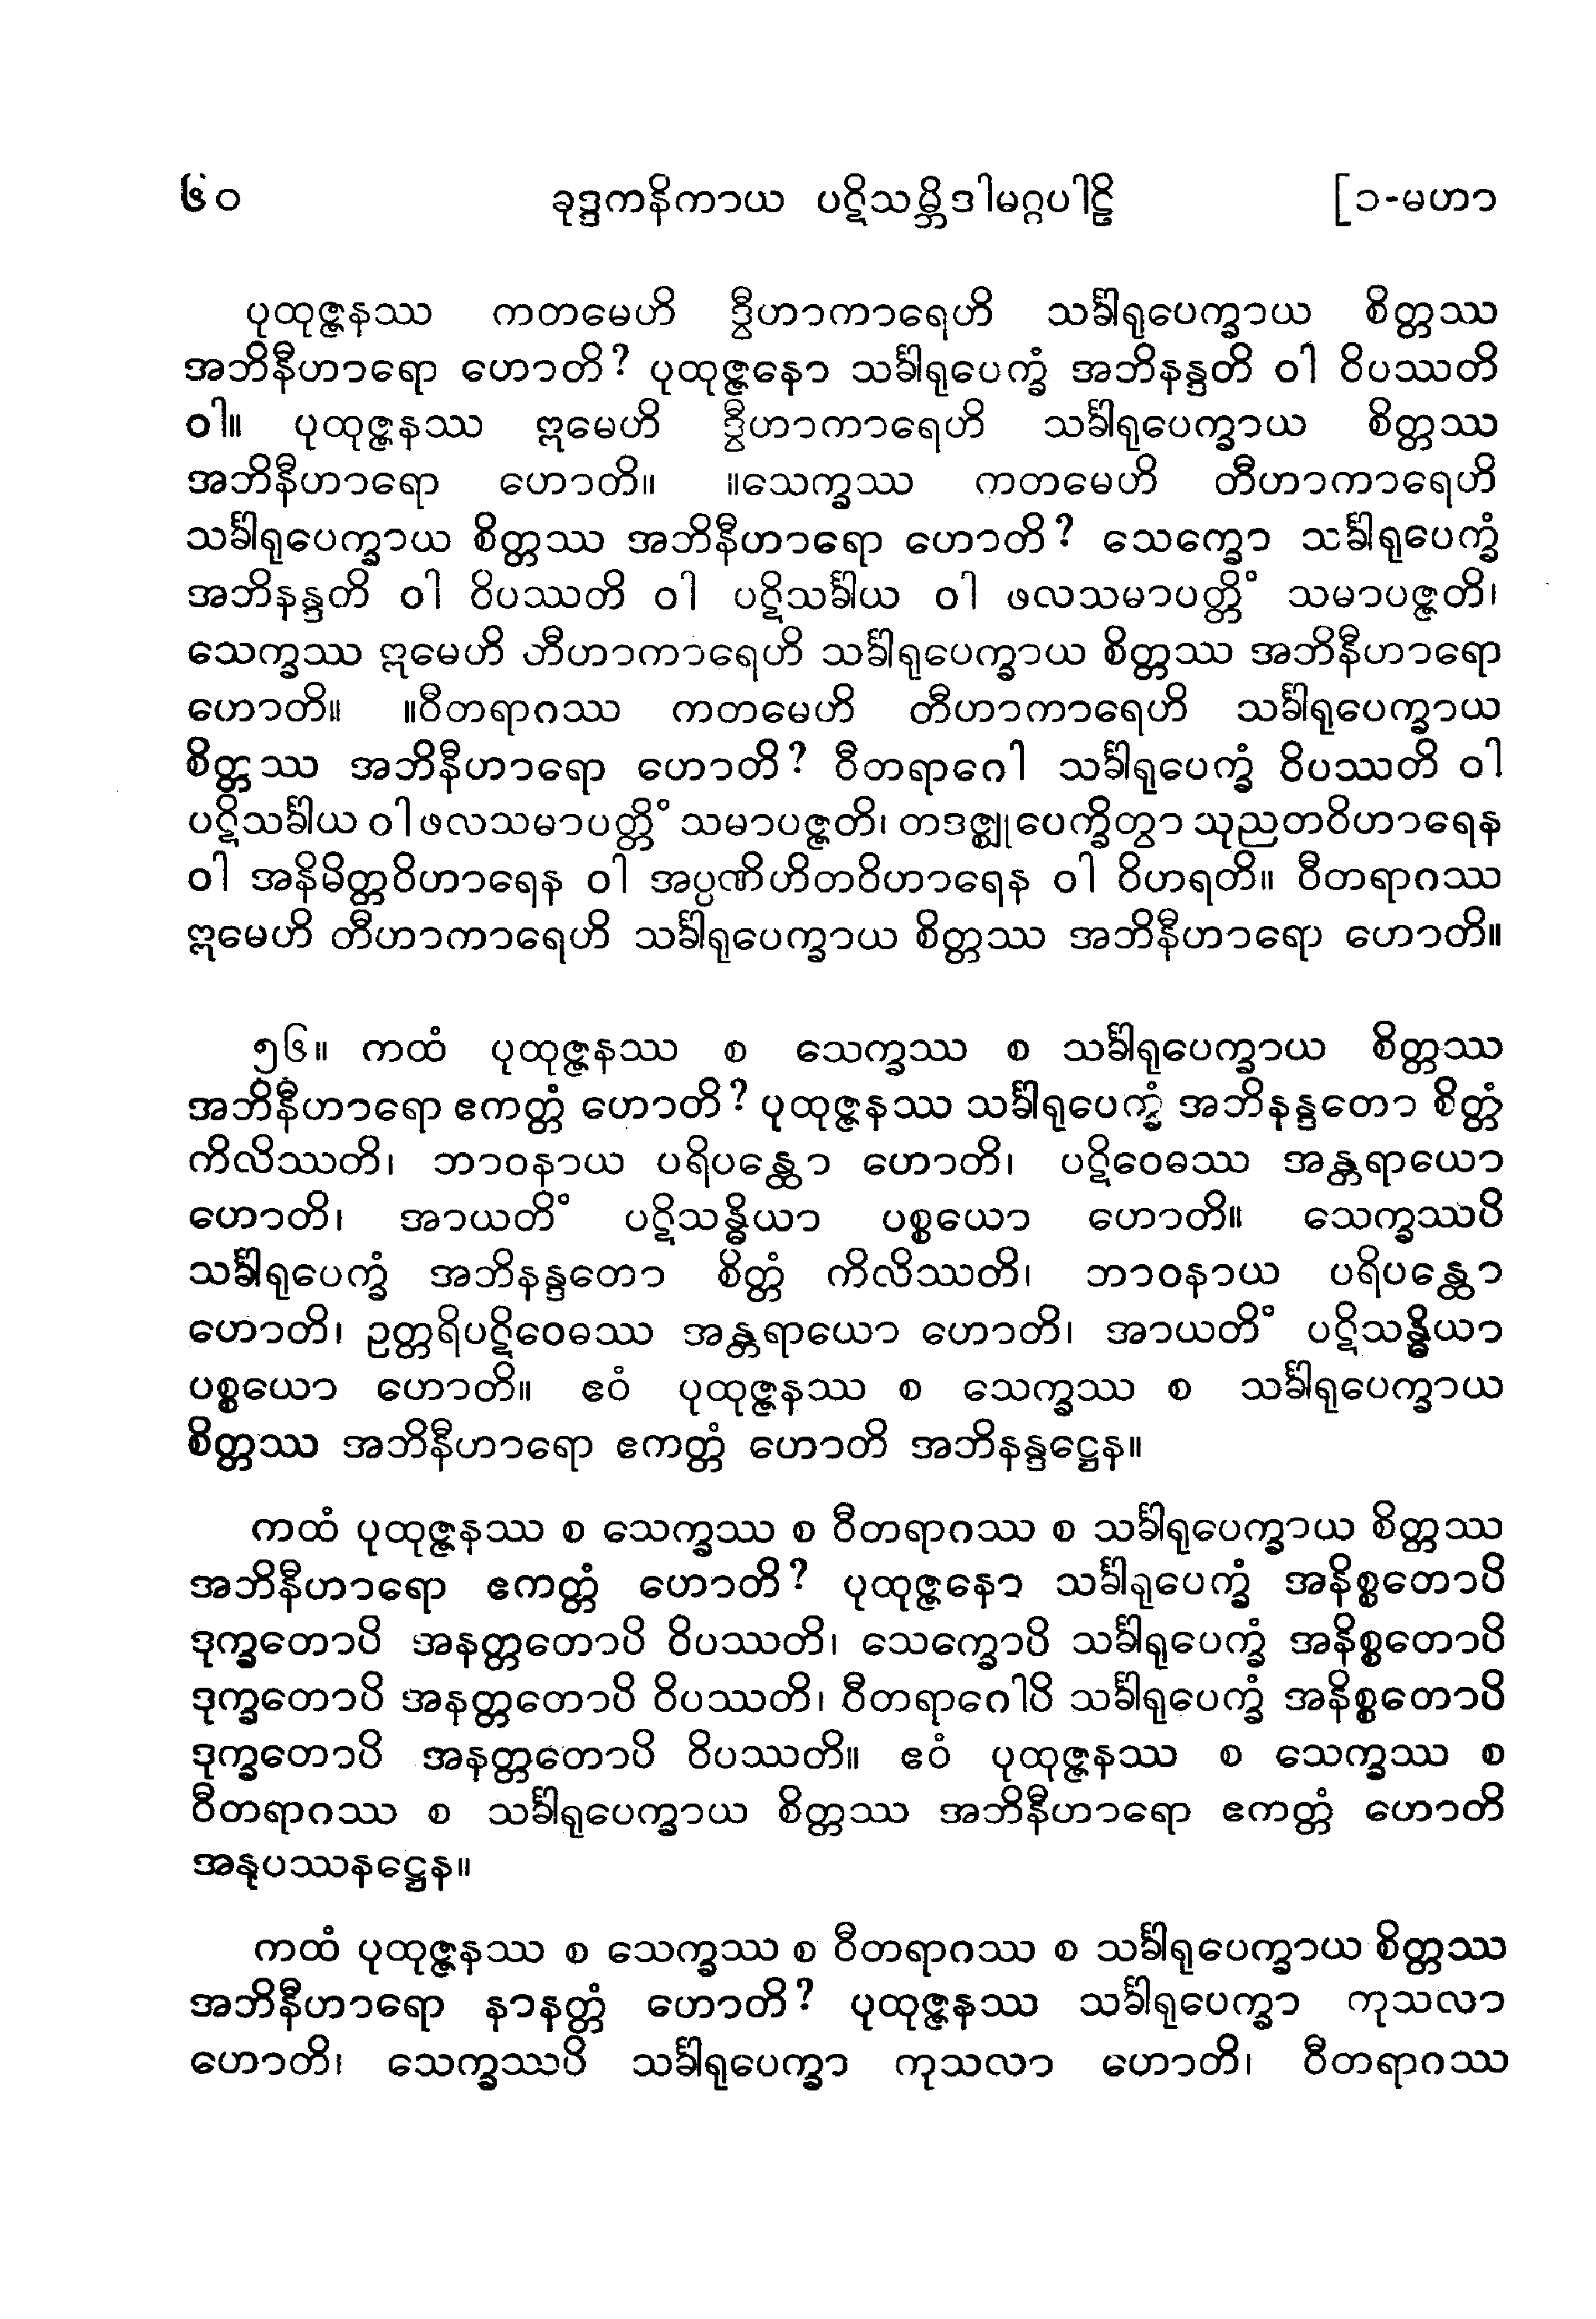 ၆၀ ခုဒ္ဒကနိကာယ ပဋိသမ္ဘိဒါမဂ္ဂပါဠိ [၁-မဟာ
ပုထုဇ္ဇနဿ ကတမေဟိ ဒွီဟာကာရေဟိ သင်္ခါရုပေက္ခာယ စိတ္တဿ
အဘိနီဟာရော ဟောတိ? ပုထုဇ္ဇနော သင်္ခါရုပေက္ခံ အဘိနန္ဒတိ ဝါ ဝိပဿတိ
ဝါ။ ပုထုဇ္ဇနဿ ဣမေဟိ ဒွီဟာကာရေဟိ သင်္ခါရုပေက္ခာယ စိတ္တဿ
အဘိနီဟာရော ဟောတိ။ ။သေက္ခဿ ကတမေဟိ တီဟာကာရေဟိ
သင်္ခါရုပေက္ခာယ စိတ္တဿ အဘိနီဟာရော ဟောတိ? သေက္ခော သင်္ခါရုပေက္ခံ
အဘိနန္ဒတိ ဝါ ဝိပဿတိ ဝါ ပဋိသင်္ခါယ ဝါ ဖလသမာပတ္တိံ သမာပဇ္ဇတိ၊
သေက္ခဿ ဣမေဟိ တီဟာကာရေဟိ သင်္ခါရုပေက္ခာယ စိတ္တဿ အဘိနီဟာရော
ဟောတိ။ ။ဝီတရာဂဿ ကတမေဟိ တီဟာကာရေဟိ သင်္ခါရုပေက္ခာယ
စိတ္တဿ အဘိနီဟာရော ဟောတိ? ဝီတရာဂေါ သင်္ခါရုပေက္ခံ ဝိပဿတိ ဝါ
ပဋိသင်္ခါယ ဝါ ဖလသမာပတ္တိံ သမာပဇ္ဇတိ၊ တဒဇ္ဈုပေက္ခိတွာ သုညတဝိဟာရေန
ဝါ အနိမိတ္တဝိဟာရေန ဝါ အပ္ပဏိဟိတဝိဟာရေန ဝါ ဝိဟရတိ။ ဝီတရာဂဿ
ဣမေဟိ တီဟာကာရေဟိ သင်္ခါရုပေက္ခာယ စိတ္တဿ အဘိနီဟာရော ဟောတိ။
၅၆။ ကထံ ပုထုဇ္ဇနဿ စ သေက္ခဿ စ သင်္ခါရုပေက္ခာယ စိတ္တဿ
အဘိနီဟာရော ဧကတ္တံ ဟောတိ? ပုထုဇ္ဇနဿ သင်္ခါရုပေက္ခံ အဘိနန္ဒတော စိတ္တံ
ကိလိဿတိ၊ ဘာဝနာယ ပရိပန္ထော ဟောတိ၊ ပဋိဝေဓဿ အန္တရာယော
ဟောတိ၊ အာယတိံ ပဋိသန္ဓိယာ ပစ္စယော ဟောတိ။ သေက္ခဿပိ
သင်္ခါရုပေက္ခံ အဘိနန္ဒတော စိတ္တံ ကိလိဿတိ၊ ဘာဝနာယ ပရိပန္ထော
ဟောတိ၊ ဥတ္တရိပဋိဝေဓဿ အန္တရာယော ဟောတိ၊ အာယတိံ ပဋိသန္ဓိယာ
ပစ္စယော ဟောတိ။ ဧဝံ ပုထုဇ္ဇနဿ စ သေက္ခဿ စ သင်္ခါရုပေက္ခာယ
စိတ္တဿ အဘိနီဟာရော ဧကတ္တံ ဟောတိ အဘိနန္ဒဋ္ဌေန။
ကထံ ပုထုဇ္ဇနဿ စ သေက္ခဿ စ ဝီတရာဂဿ စ သင်္ခါရုပေက္ခာယ စိတ္တဿ
အဘိနီဟာရော ဧကတ္တံ ဟောတိ? ပုထုဇ္ဇနော သင်္ခါရုပေက္ခံ အနိစ္စတောပိ
ဒုက္ခတောပိ အနတ္တတောပိ ဝိပဿတိ၊ သေက္ခောပိ သင်္ခါရုပေက္ခံ အနိစ္စတောပိ
ဒုက္ခတောပိ အနတ္တတောပိ ဝိပဿတိ၊ ဝီတရာဂေါပိ သင်္ခါရုပေက္ခံ အနိစ္စတောပိ
ဒုက္ခတောပိ အနတ္တတောပိ ဝိပဿတိ။ ဧဝံ ပုထုဇ္ဇနဿ စ သေက္ခဿ စ
ဝီတရာဂဿ စ သင်္ခါရုပေက္ခာယ စိတ္တဿ အဘိနီဟာရော ဧကတ္တံ ဟောတိ
အနုပဿနဋ္ဌေန။
ကထံ ပုထုဇ္ဇနဿ စ သေက္ခဿ စ ဝီတရာဂဿ စ သင်္ခါရုပေက္ခာယ စိတ္တဿ
အဘိနီဟာရော နာနတ္တံ ဟောတိ? ပုထုဇ္ဇနဿ သင်္ခါရုပေက္ခာ ကုသလာ
ဟောတိ၊ သေက္ခဿပိ သင်္ခါရုပေက္ခာ ကုသလာ ဟောတိ၊ ဝီတရာဂဿ